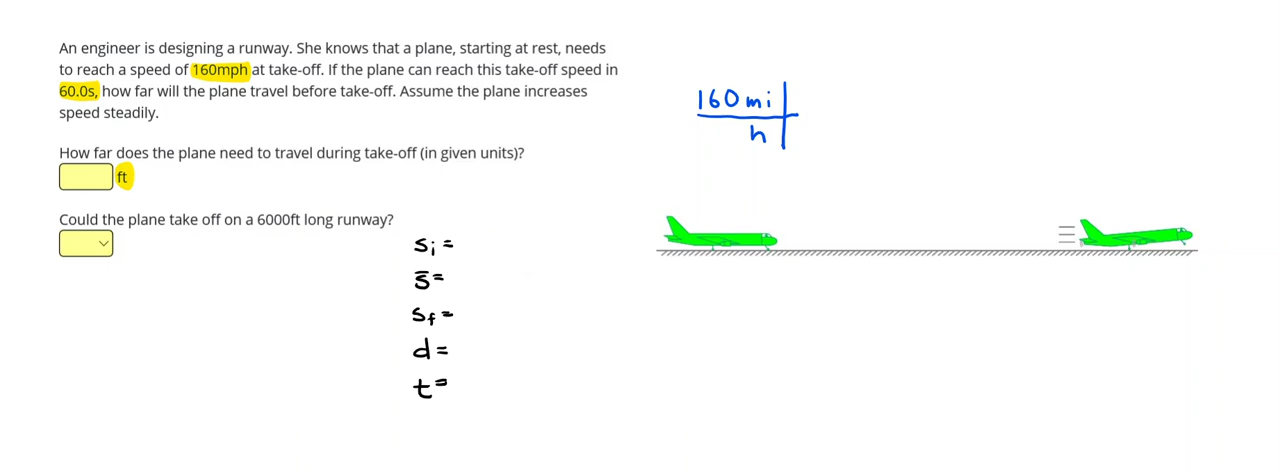 An engineer is designing a runway. She knows that a plane, starting at rest, needs
to reach a speed of 160mph at take-off. If the plane can reach this take-off speed in
60.0s, how far will the plane travel before take-off. Assume the plane increases
speed steadily.
How far does the plane need to travel during take-off (in given units)?
ft
Could the plane take off on a 6000ft long runway?
160 mi
h
Si =
s̄ =
Sf =
d =
t =